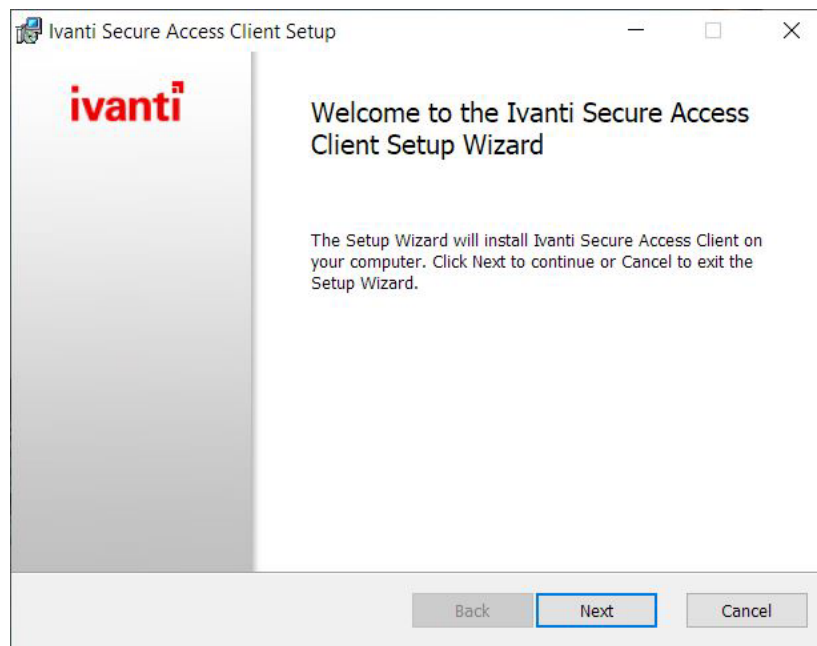 Ivanti Secure Access Client Setup
ivanti
Welcome to the Ivanti Secure Access
Client Setup Wizard
The Setup Wizard will install Ivanti Secure Access Client on
your computer. Click Next to continue or Cancel to exit the
Setup Wizard.
Back Next Cancel